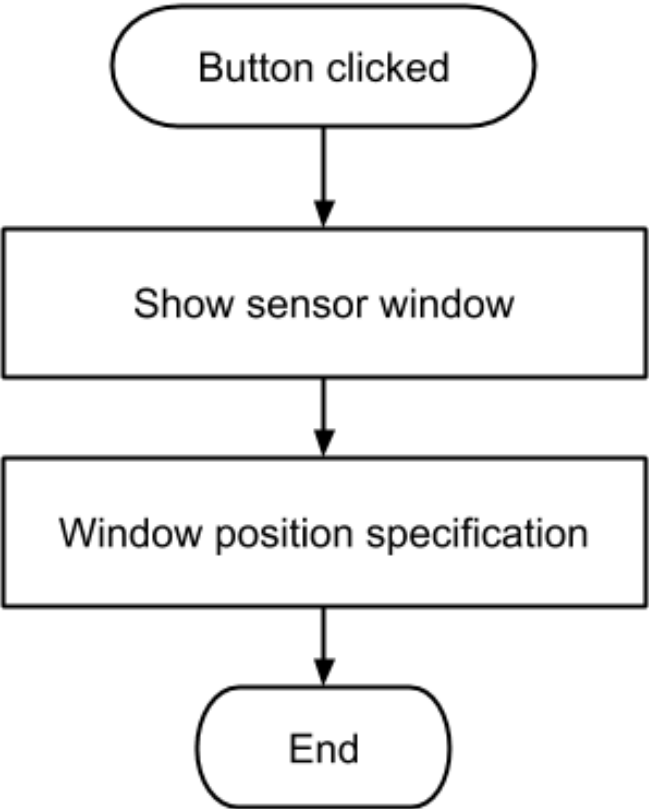 Button clicked
Show sensor window
Window position specification
End